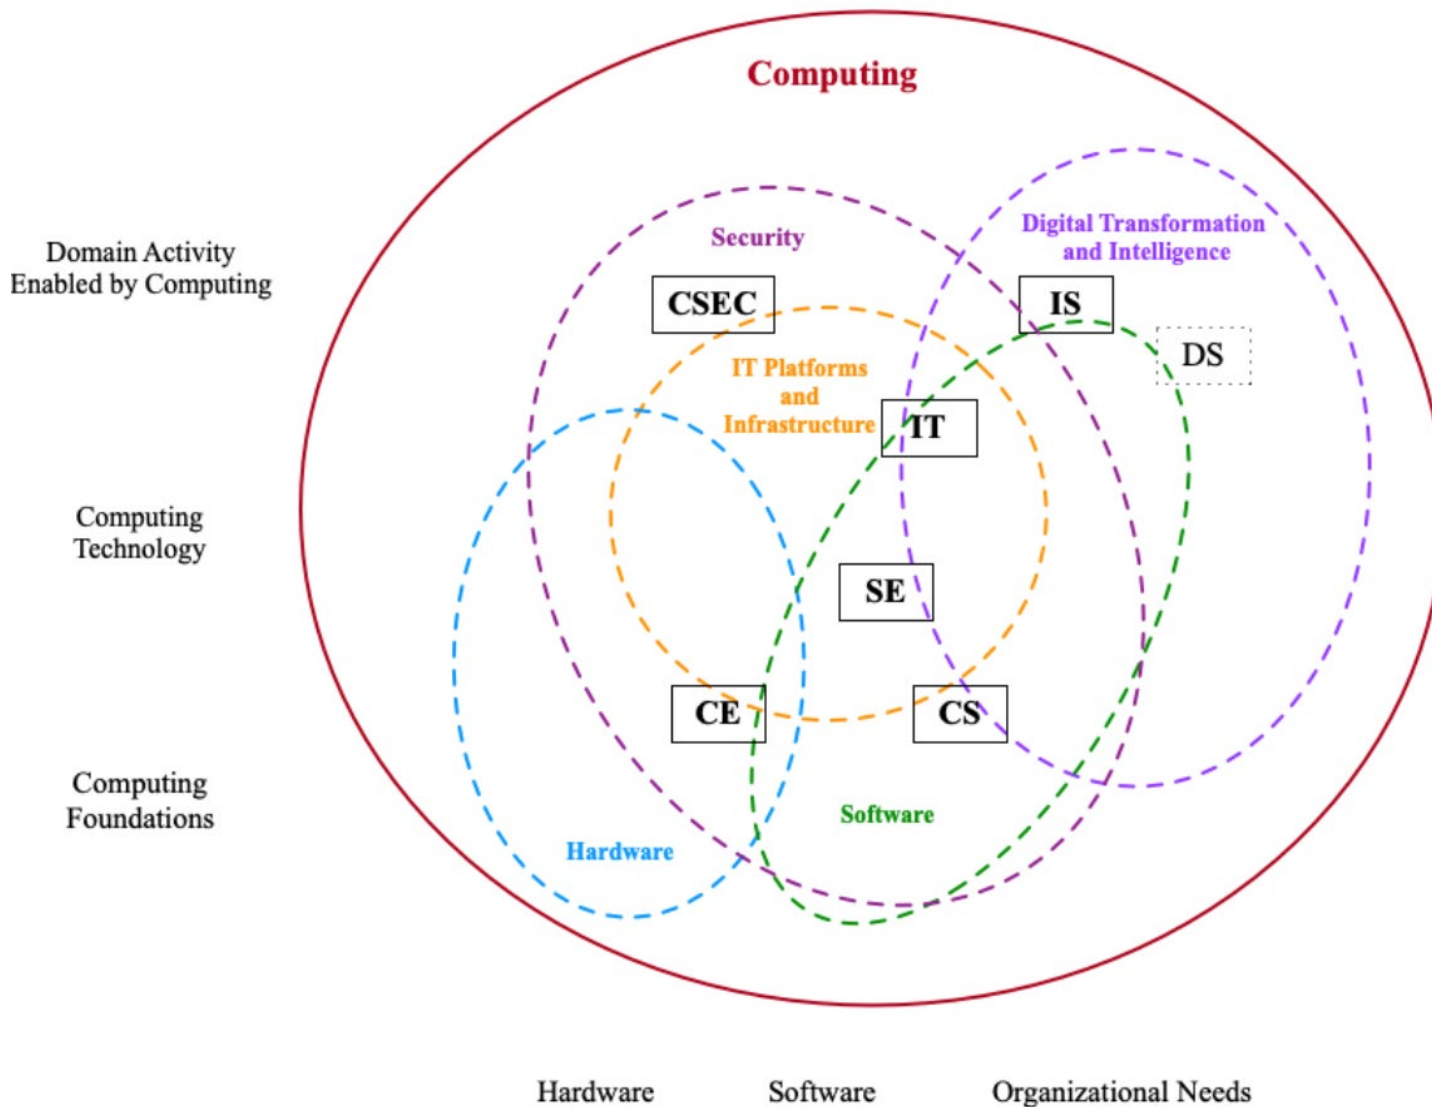 Computing
Security
Digital Transformation
and Intelligence
Domain Activity
Enabled by Computing
CSEC
IS
DS
IT Platforms
and
Infrastructure
IT
Computing
Technology
SE
CE
CS
Computing
Foundations
Software
Hardware
Hardware
Software
Organizational Needs